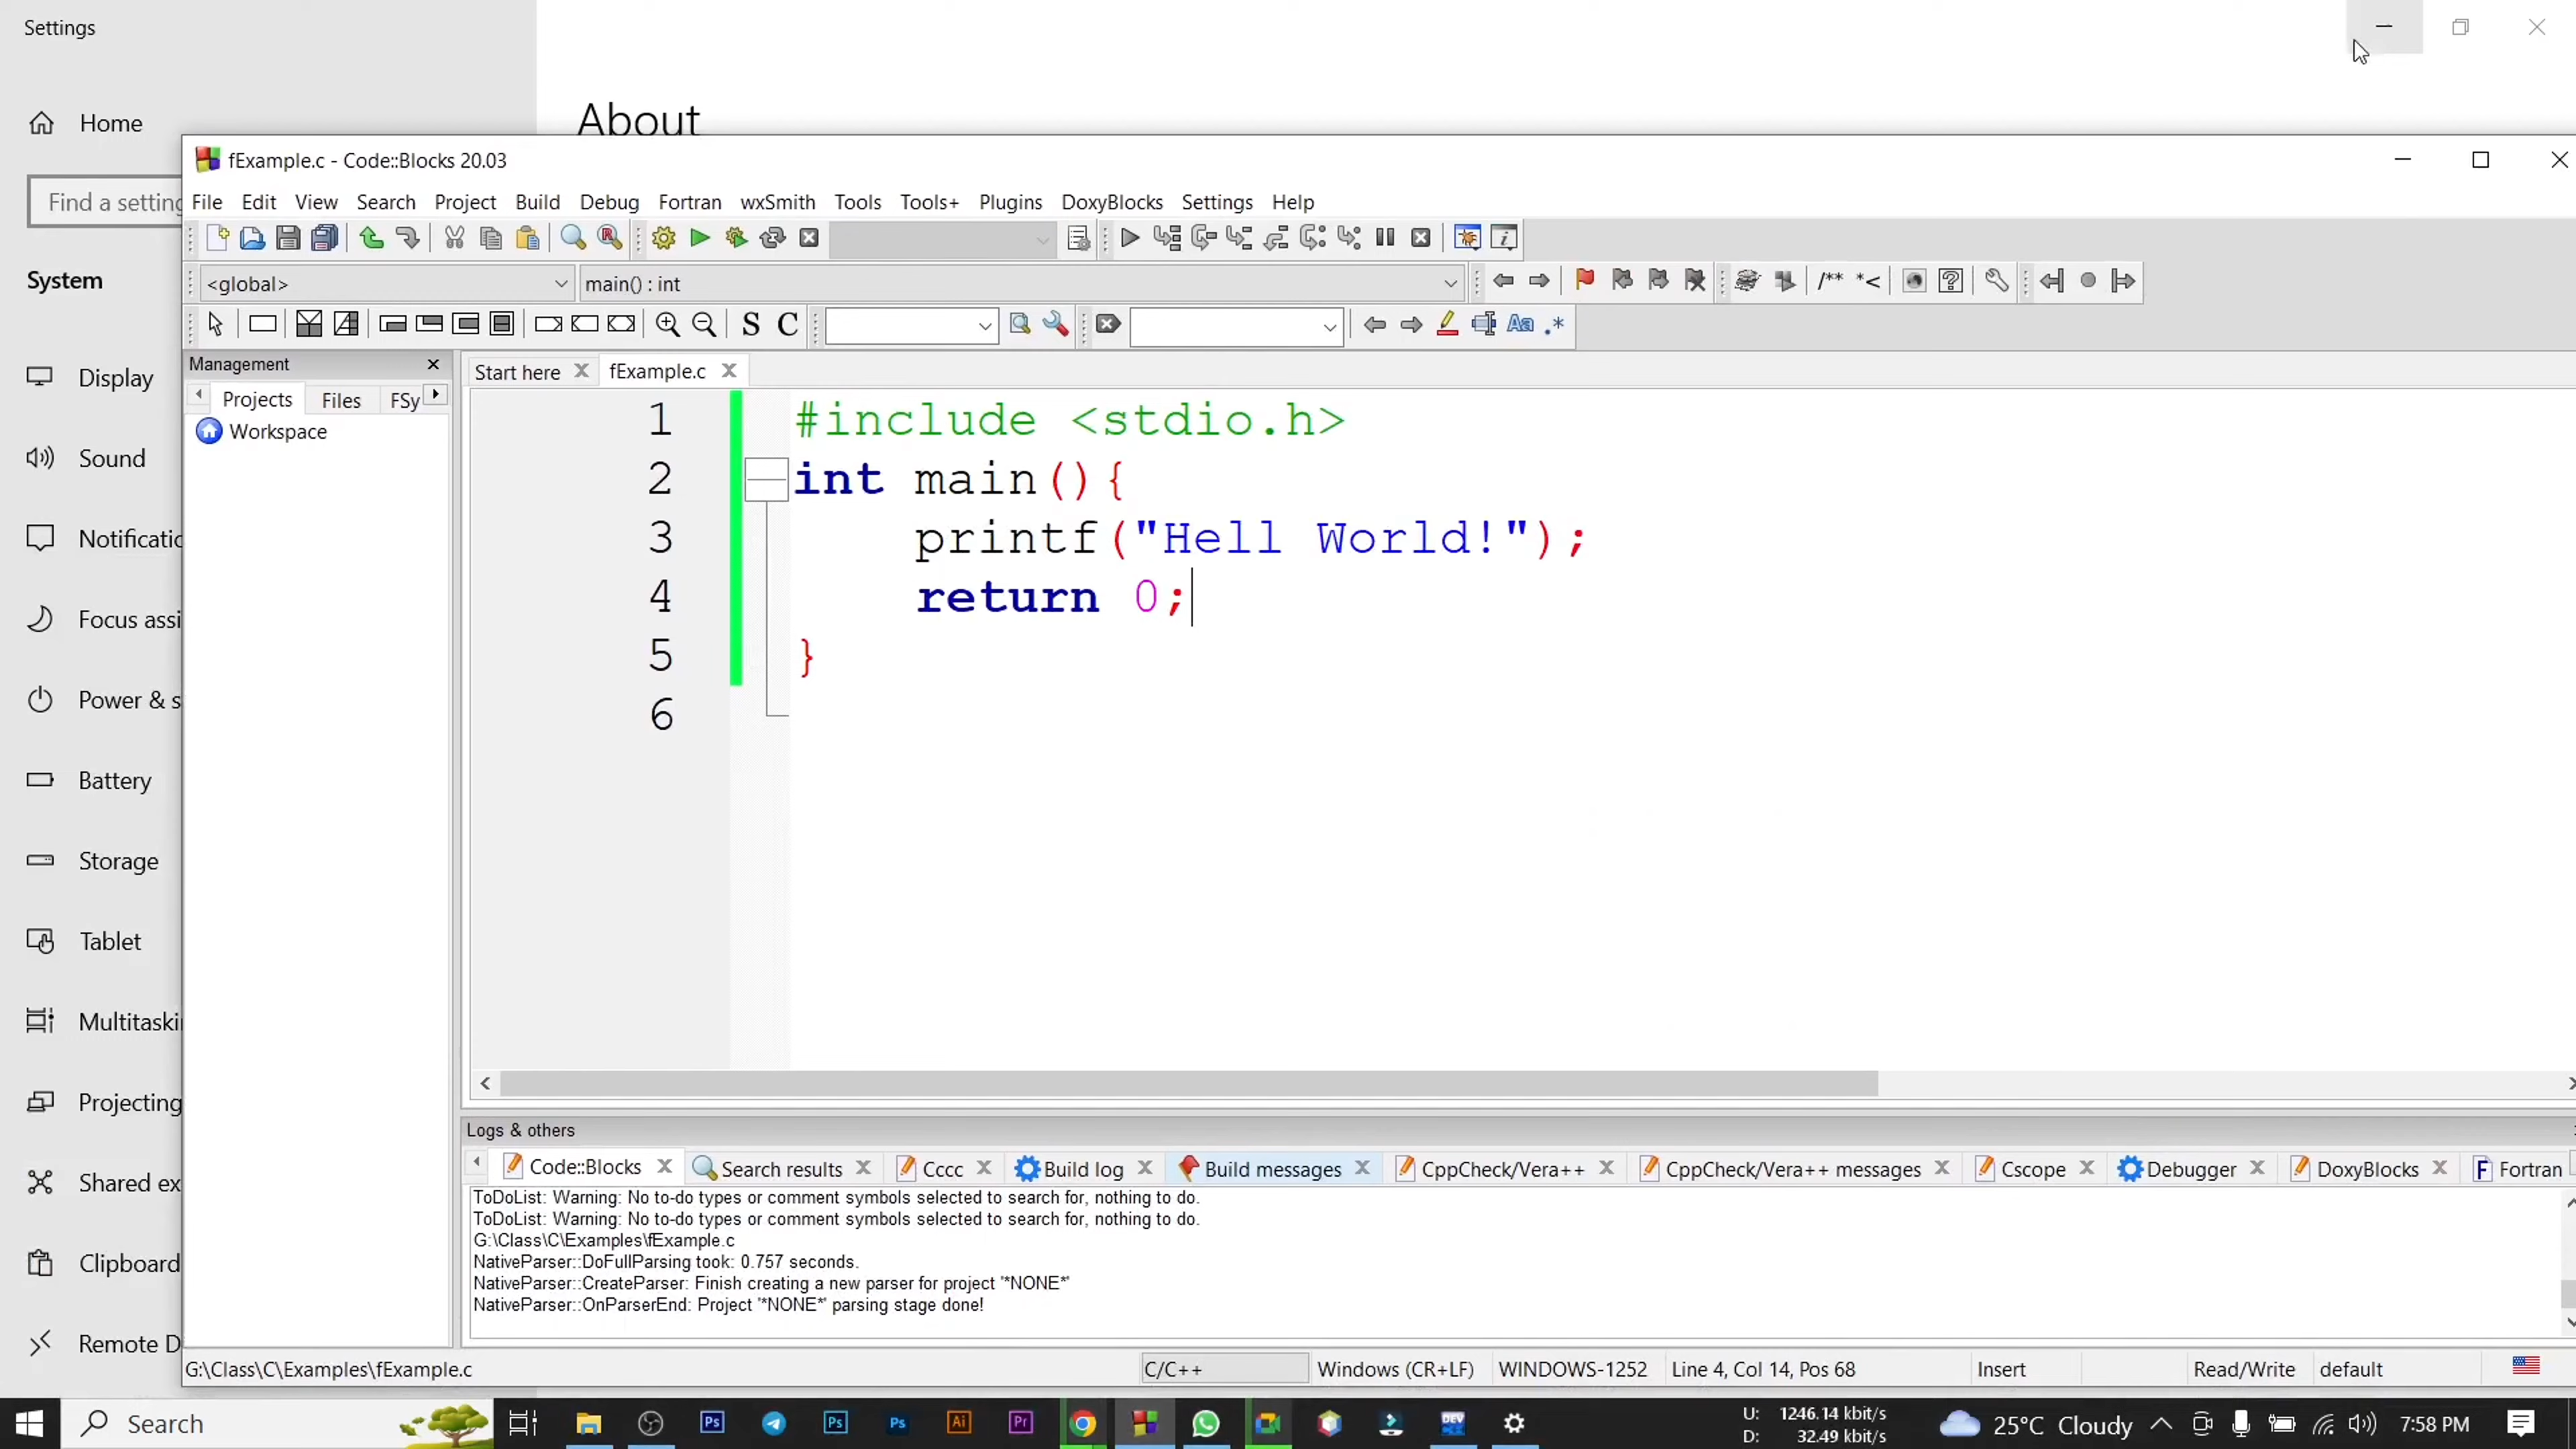 Settings
About
Home
Find a setting
System
Display
Sound
Notificatio
Focus assi
Power & s
Battery
Storage
Tablet
Multitaski
Projecting
Shared ex
Clipboard
Remote D
fExample.c - Code::Blocks 20.03
File Edit View Search Project Build Debug Fortran wxSmith Tools Tools+ Plugins DoxyBlocks Settings Help
<global> main() : int /** *<
S C Aa .*
Management
Projects Files FSy
Workspace
Start here fExample.c
1 #include <stdio.h>
2 int main(){
3 printf("Hell World!");
4 return 0;
5 }
6
Logs & others
Code::Blocks Search results Cccc Build log Build messages CppCheck/Vera++ CppCheck/Vera++ messages Cscope Debugger DoxyBlocks Fortran
ToDoList: Warning: No to-do types or comment symbols selected to search for, nothing to do.
ToDoList: Warning: No to-do types or comment symbols selected to search for, nothing to do.
G:\Class\C\Examples\fExample.c
NativeParser::DoFullParsing took: 0.757 seconds.
NativeParser::CreateParser: Finish creating a new parser for project '*NONE*'
NativeParser::OnParserEnd: Project '*NONE*' parsing stage done!
G:\Class\C\Examples\fExample.c C/C++ Windows (CR+LF) WINDOWS-1252 Line 4, Col 14, Pos 68 Insert Read/Write default
Search Ps Ps Ps Ai Pr DEV U: 1246.14 kbit/s 25°C Cloudy 7:58 PM
D: 32.49 kbit/s